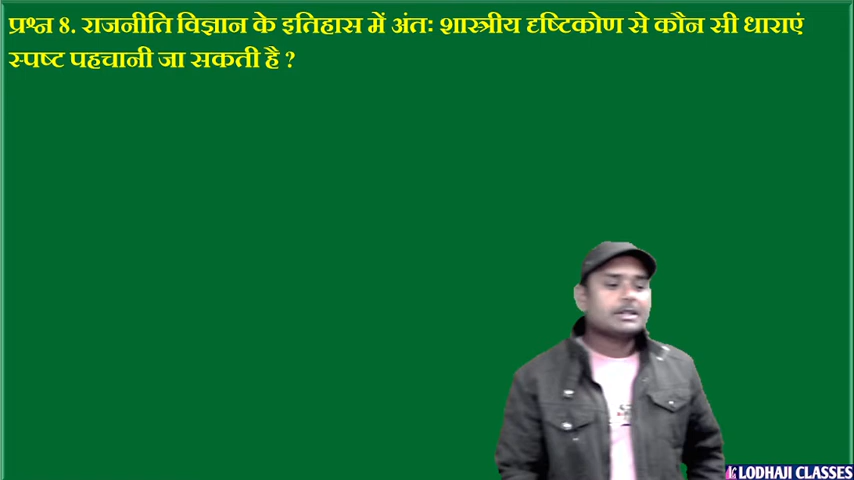 प्रश्न 8. राजनीति विज्ञान के इतिहास में अंतः शास्त्रीय दृष्टिकोण से कौन सी धाराएं
स्पष्ट पहचानी जा सकती है ?
LODHAJI CLASSES